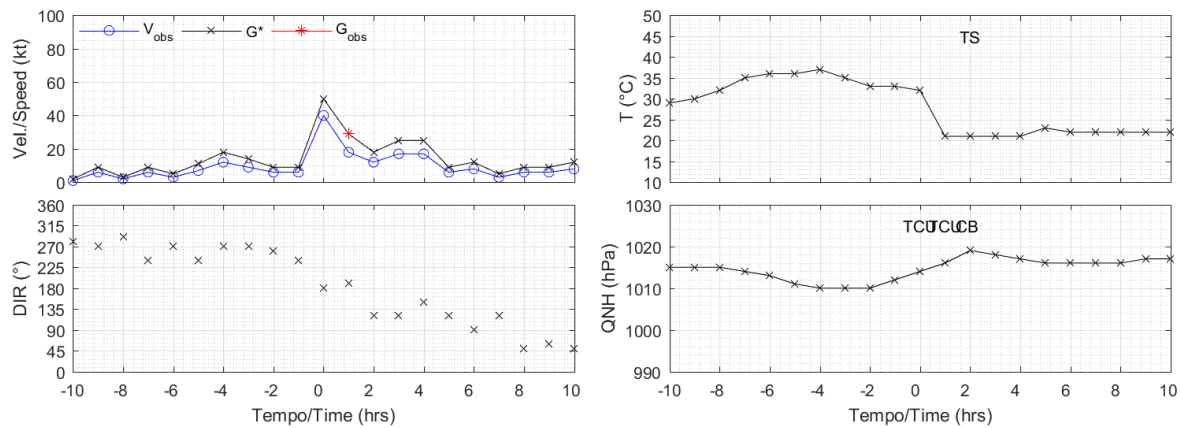 V_obs G* G_obs
100
80
60
40
20
0
Vel./Speed (kt)
50
45
40
35
30
25
20
15
10
T (°C)
TS
360
315
270
225
180
135
90
45
0
DIR (°)
-10 -8 -6 -4 -2 0 2 4 6 8 10
Tempo/Time (hrs)
1030
1020
1010
1000
990
QNH (hPa)
TCU TCU CB
-10 -8 -6 -4 -2 0 2 4 6 8 10
Tempo/Time (hrs)